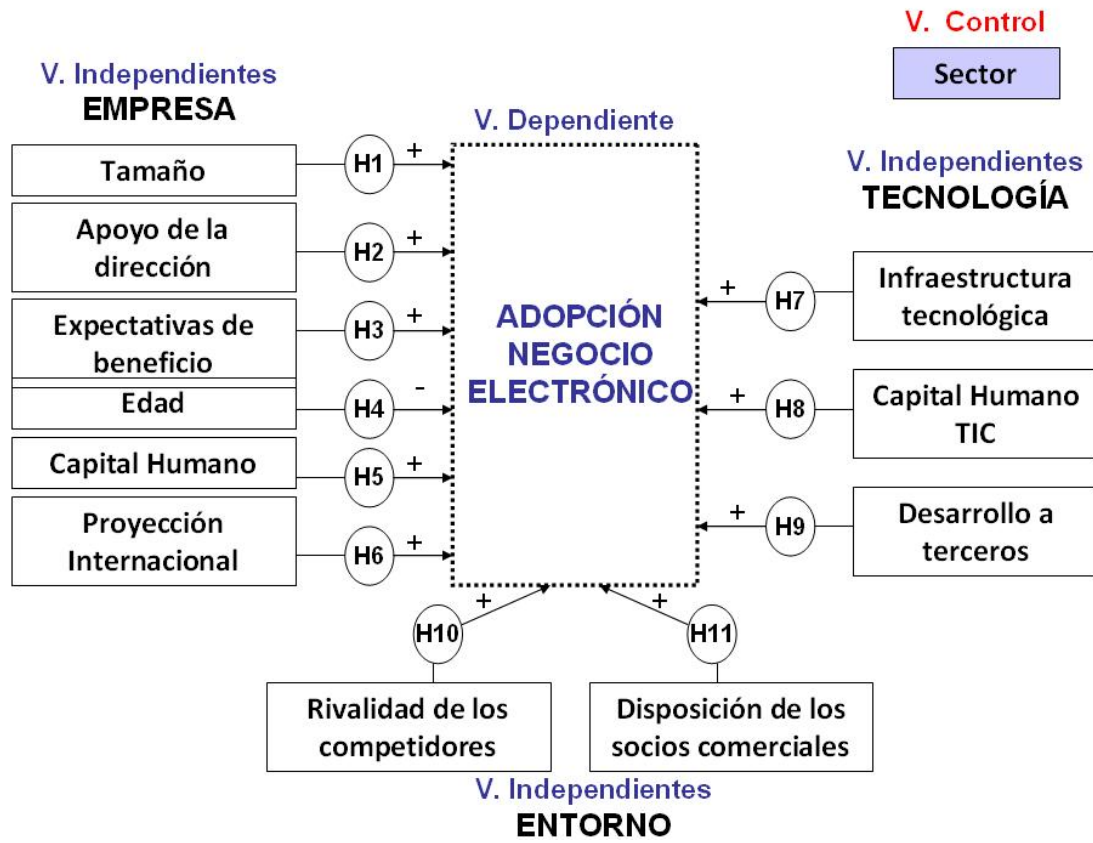 V. Control
Sector
V. Independientes
EMPRESA
Tamaño
H1
+
Apoyo de la
dirección
H2
+
Expectativas de
beneficio
H3
+
Edad
H4
-
Capital Humano
H5
+
Proyección
Internacional
H6
+
V. Dependiente
ADOPCIÓN
NEGOCIO
ELECTRÓNICO
V. Independientes
TECNOLOGÍA
+
H7
Infraestructura
tecnológica
+
H8
Capital Humano
TIC
+
H9
Desarrollo a
terceros
+
H10
Rivalidad de los
competidores
+
H11
Disposición de los
socios comerciales
V. Independientes
ENTORNO